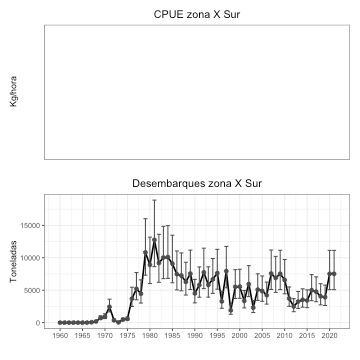 CPUE zona X Sur
Kg/hora
Desembarques zona X Sur
Toneladas
15000
10000
5000
0
1960 1965 1970 1975 1980 1985 1990 1995 2000 2005 2010 2015 2020